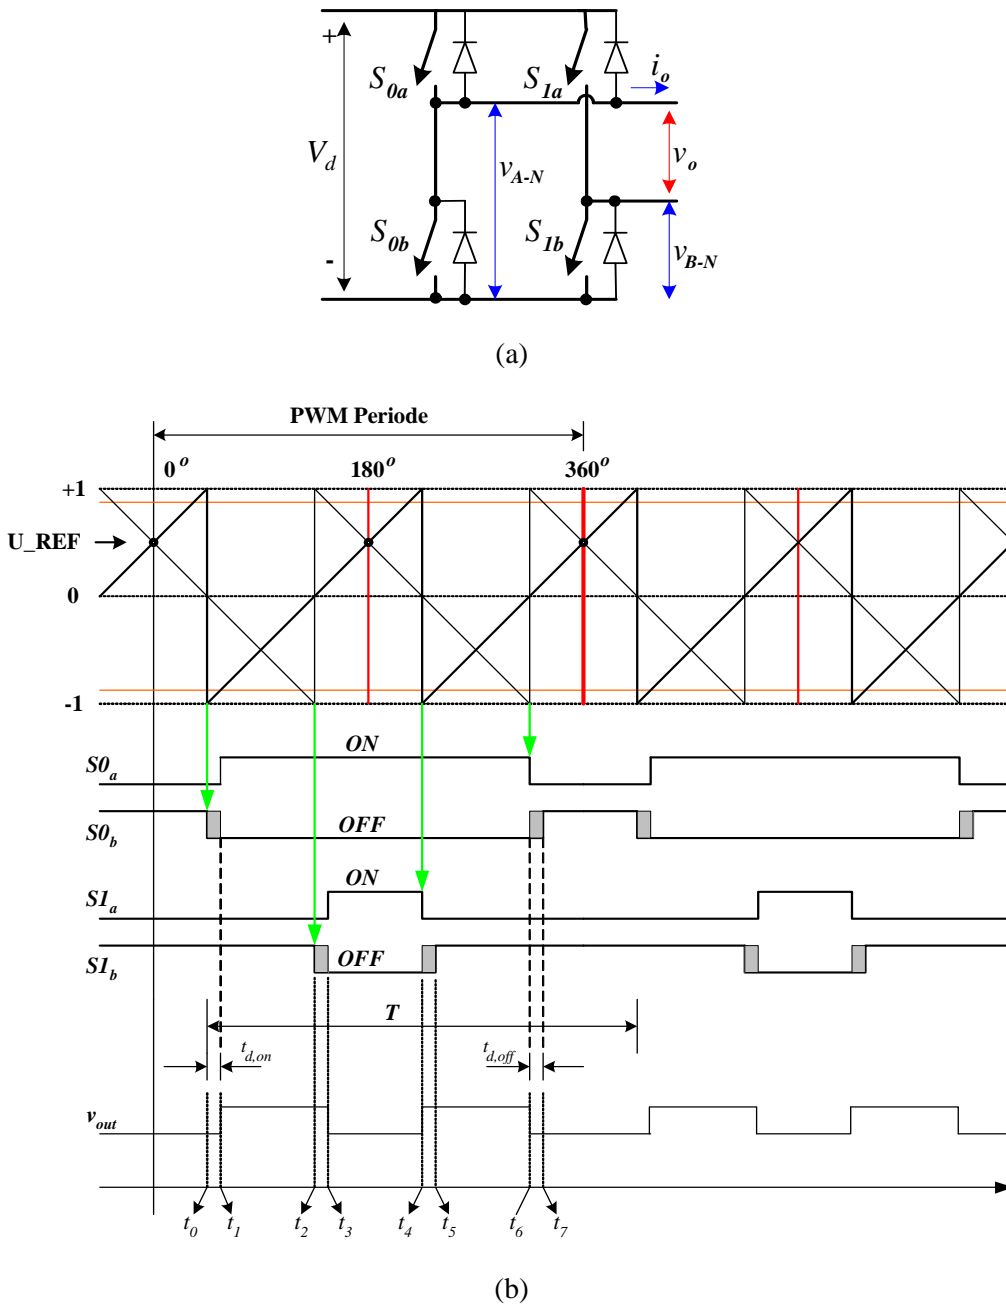 +
S0a
S1a
io
Vd
vA-N
vo
S0b
S1b
vB-N
-
(a)
PWM Periode
0o
180o
360o
+1
U_REF
0
-1
S0a
ON
S0b
OFF
S1a
ON
S1b
OFF
T
td,on
td,off
vout
t0
t1
t2
t3
t4
t5
t6
t7
(b)